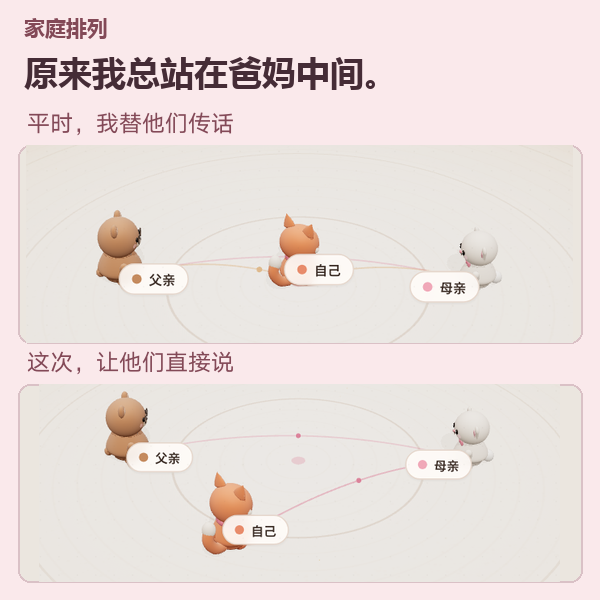 家庭排列
原来我总站在爸妈中间。
平时，我替他们传话
父亲
自己
母亲
这次，让他们直接说
父亲
母亲
自己